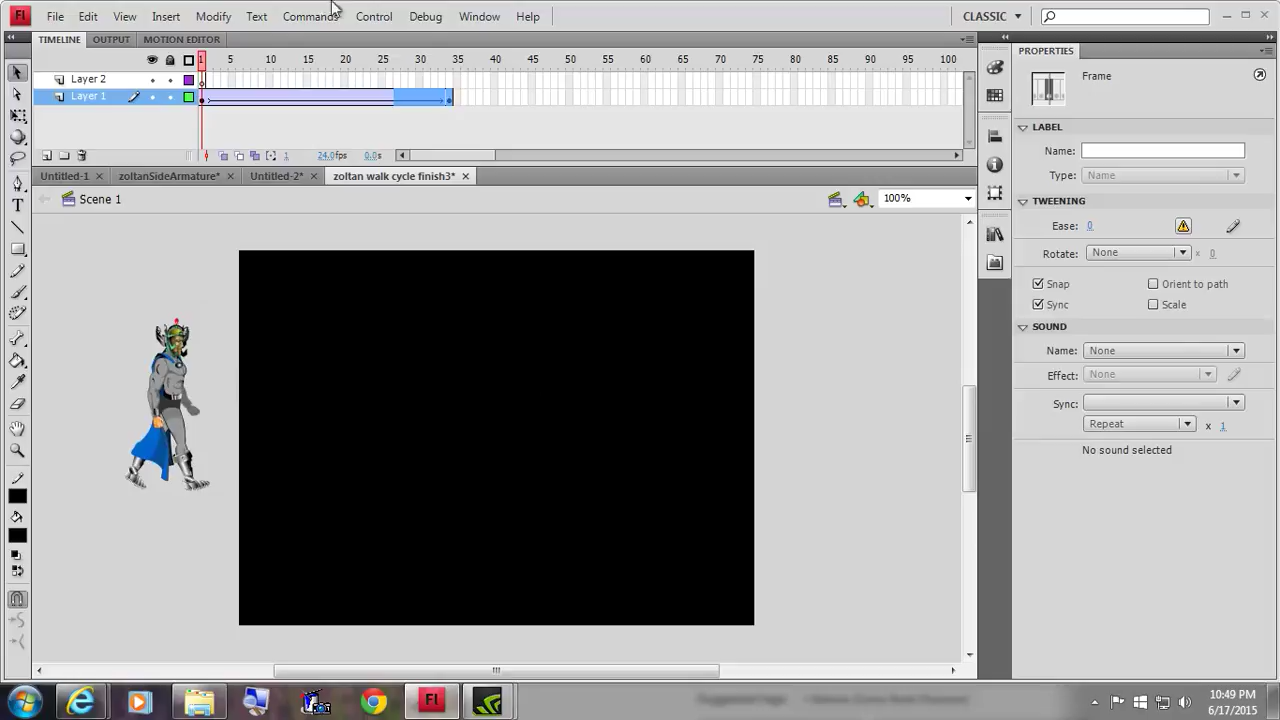 Fl File Edit View Insert Modify Text Commands Control Debug Window Help CLASSIC
TIMELINE OUTPUT MOTION EDITOR PROPERTIES
1 5 10 15 20 25 30 35 40 45 50 55 60 65 70 75 80 85 90 95 100
Frame
Layer 2
Layer 1
LABEL
Name:
1 24.0fps 0.0s
Type: Name
Untitled-1 zoltanSideArmature* Untitled-2* zoltan walk cycle finish3*
Scene 1 100%
TWEENING
Ease: 0
Rotate: None x 0
Snap Orient to path
Sync Scale
SOUND
Name: None
Effect: None
Sync:
Repeat x 1
No sound selected
Fl
10:49 PM
6/17/2015